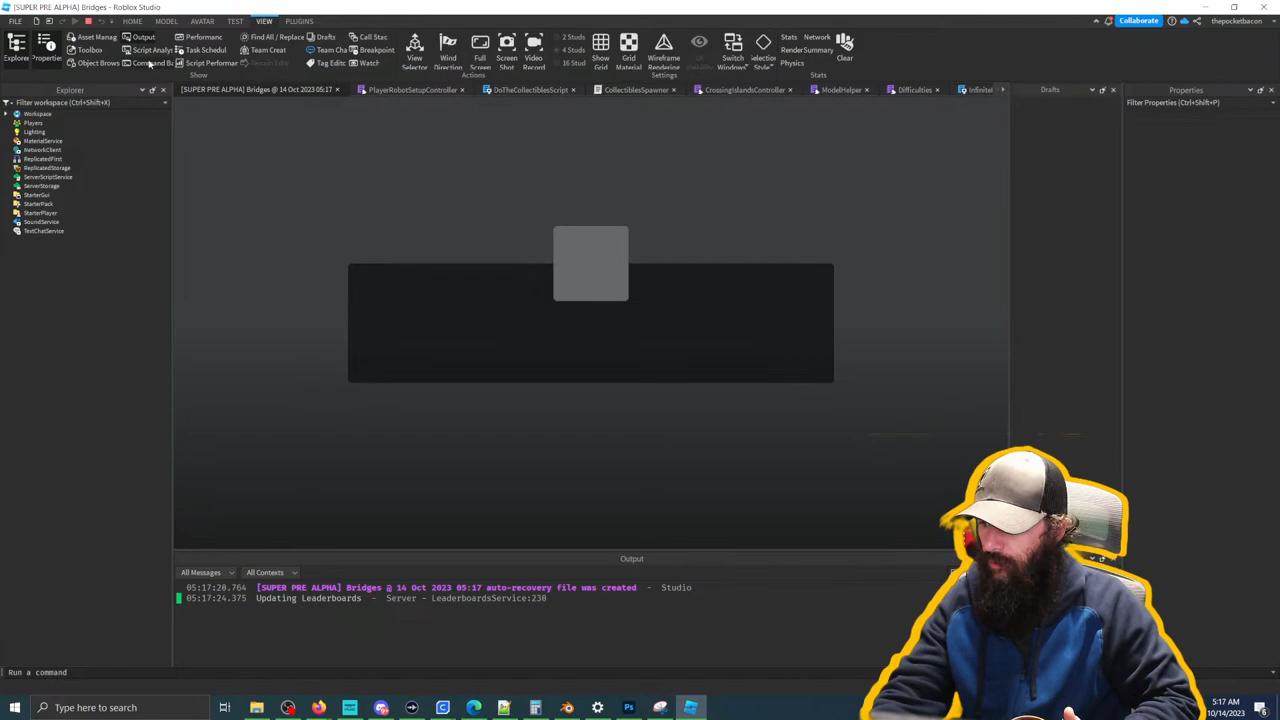 [SUPER PRE ALPHA] Bridges - Roblox Studio
FILE HOME MODEL AVATAR TEST VIEW PLUGINS Collaborate thepocketbacon
Explorer Properties
Asset Manag Output Performanc Find All / Replace Drafts Call Stac
Toolbox Script Analys Task Schedul Team Creat Team Cha Breakpoint
Object Brows Command Ba Script Performar Terrain Edit Tag Editc Watch
Show
View Selector Wind Direction Full Screen Screen Shot Video Record
Actions
2 Studs
4 Studs
16 Stud
Show Grid Grid Material Wireframe Rendering
Settings
Switch Windows Selection Style
Stats Network
Render Summary
Physics
Clear
Stats
Explorer
[SUPER PRE ALPHA] Bridges @ 14 Oct 2023 05:17 PlayerRobotSetupController DoTheCollectiblesScript CollectiblesSpawner CrossingIslandsController ModelHelper Difficulties Infinitel
Drafts Properties
Filter workspace (Ctrl+Shift+X)
Filter Properties (Ctrl+Shift+P)
Workspace
Players
Lighting
MaterialService
NetworkClient
ReplicatedFirst
ReplicatedStorage
ServerScriptService
ServerStorage
StarterGui
StarterPack
StarterPlayer
SoundService
TextChatService
Output
All Messages All Contexts
05:17:20.764 [SUPER PRE ALPHA] Bridges @ 14 Oct 2023 05:17 auto-recovery file was created - Studio
05:17:24.375 Updating Leaderboards - Server - LeaderboardsService:230
Run a command
Type here to search
5:17 AM
10/14/2023
6